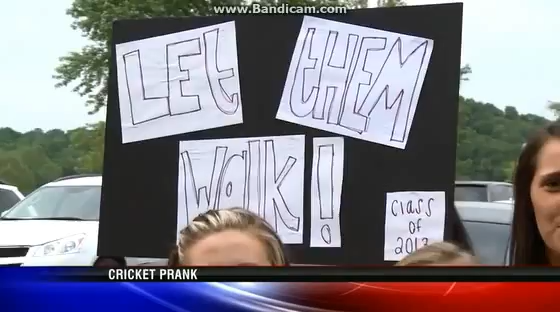 www.Bandicam.com
LEt tHEM
Walk!
Class
of
2013
CRICKET PRANK